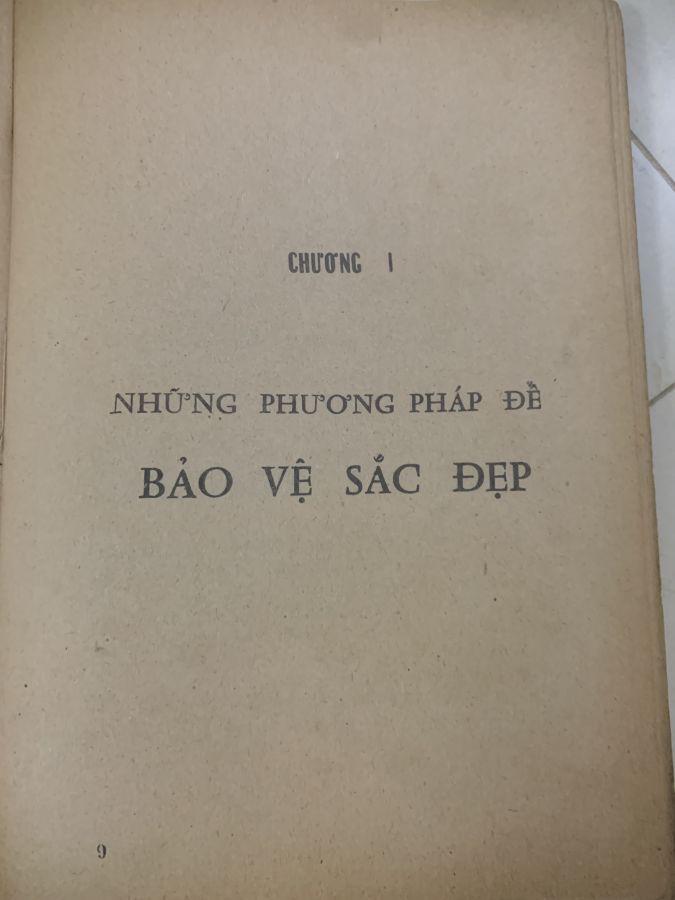 CHƯƠNG I
NHỮNG PHƯƠNG PHÁP ĐỂ
BẢO VỆ SẮC ĐẸP
9